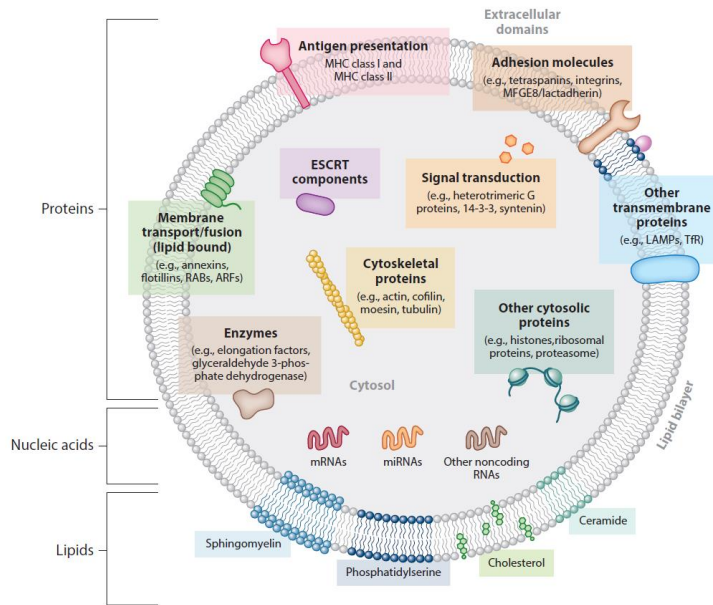 Extracellular
domains
Antigen presentation
MHC class I and
MHC class II
Adhesion molecules
(e.g., tetraspanins, integrins,
MFGE8/lactadherin)
ESCRT
components
Signal transduction
(e.g., heterotrimeric G
proteins, 14-3-3, syntenin)
Proteins
Membrane
transport/fusion
(lipid bound)
(e.g., annexins,
flotillins, RABs, ARFs)
Other
transmembrane
proteins
(e.g., LAMPs, TfR)
Cytoskeletal
proteins
(e.g., actin, cofilin,
moesin, tubulin)
Other cytosolic
proteins
(e.g., histones,ribosomal
proteins, proteasome)
Enzymes
(e.g., elongation factors,
glyceraldehyde 3-phos-
phate dehydrogenase)
Cytosol
Lipid bilayer
Nucleic acids
mRNAs
miRNAs
Other noncoding
RNAs
Lipids
Sphingomyelin
Phosphatidylserine
Cholesterol
Ceramide